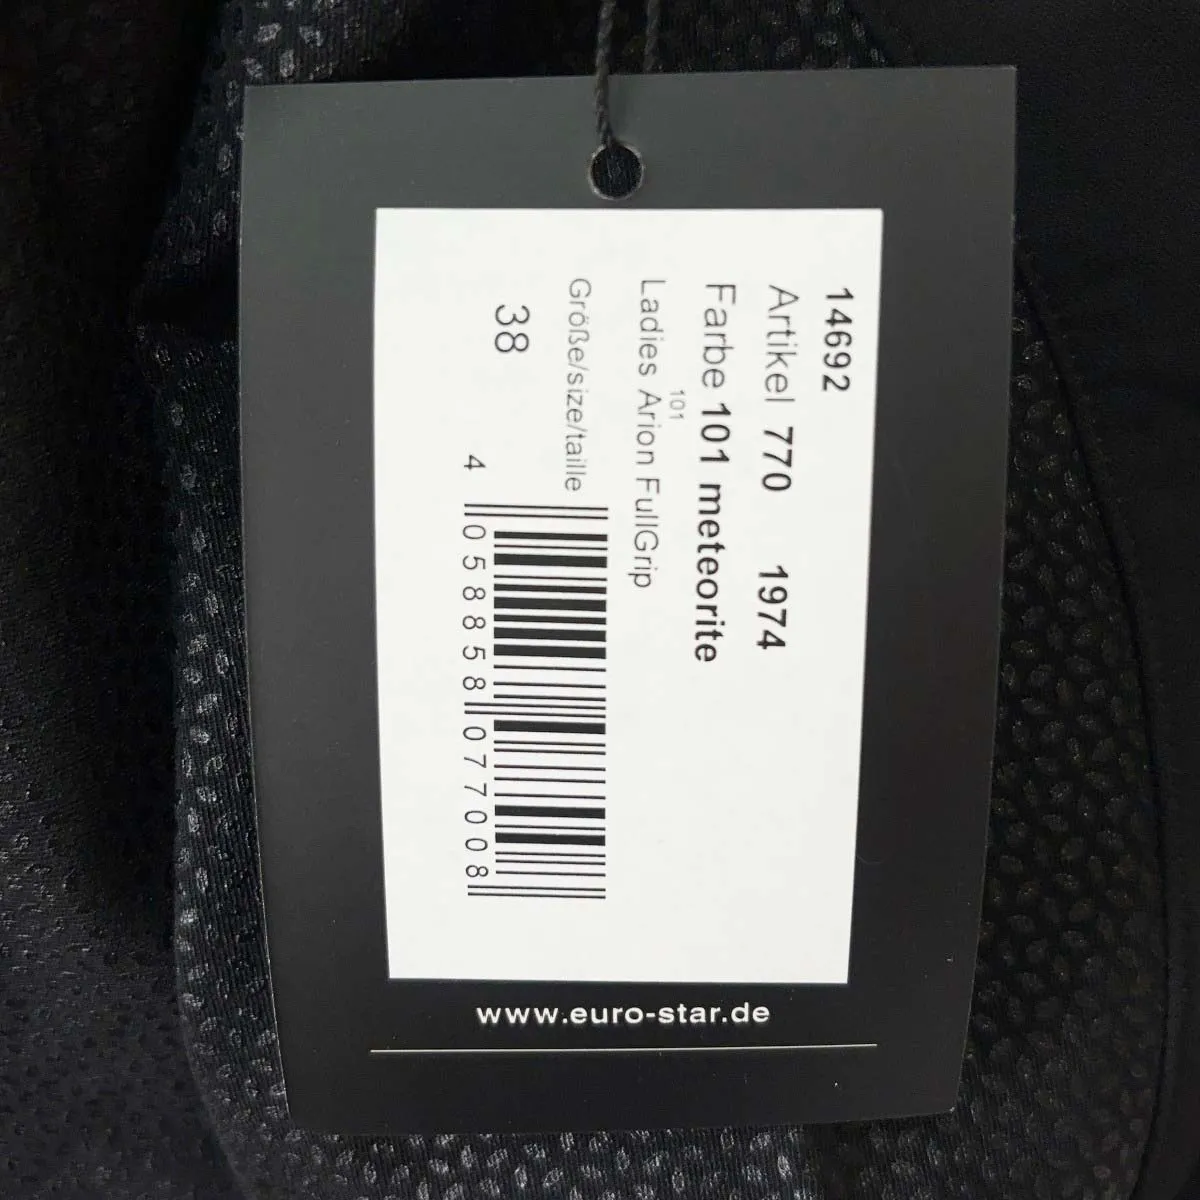 14692
Artikel 770 1974
Farbe 101 meteorite
101
Ladies Arion FullGrip
Größe/size/taille
38
4 058858 077008
www.euro-star.de